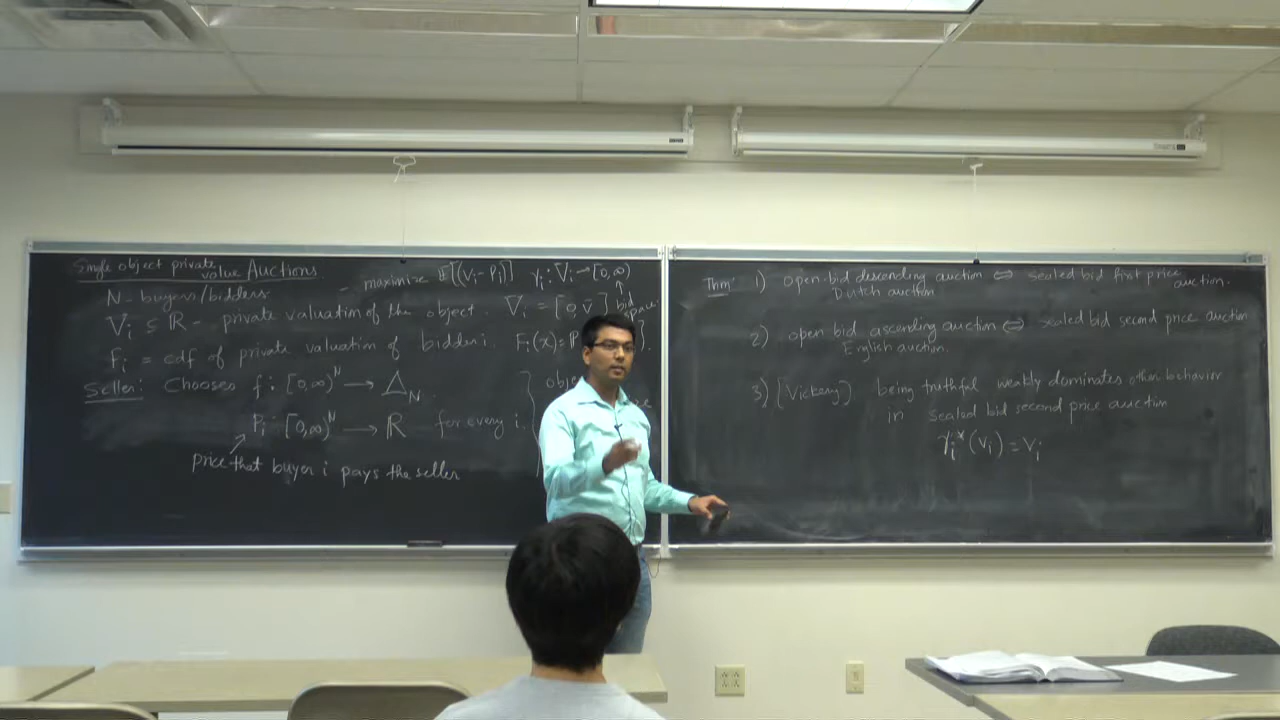 Single object private
value Auctions
- maximize E[(Vi - Pi)] γi : Vi → [0, ∞)
↑ bid
space
N - buyers/bidders
Vi ⊆ ℝ - private valuation of the object. Vi = [0, v̄]
Fi = cdf of private valuation of bidder i. Fi(x) = P
Seller: Chooses f : [0, ∞)^N → Δ_N
Pi : [0, ∞)^N → ℝ for every i.
price that buyer i pays the seller
Thm: 1) open-bid descending auction ⇔ sealed bid first price
auction.
Dutch auction
2) open bid ascending auction ⇔ sealed bid second price auction
English auction.
3) [Vickery] being truthful weakly dominates other behavior
in sealed bid second price auction
γi*(vi) = vi